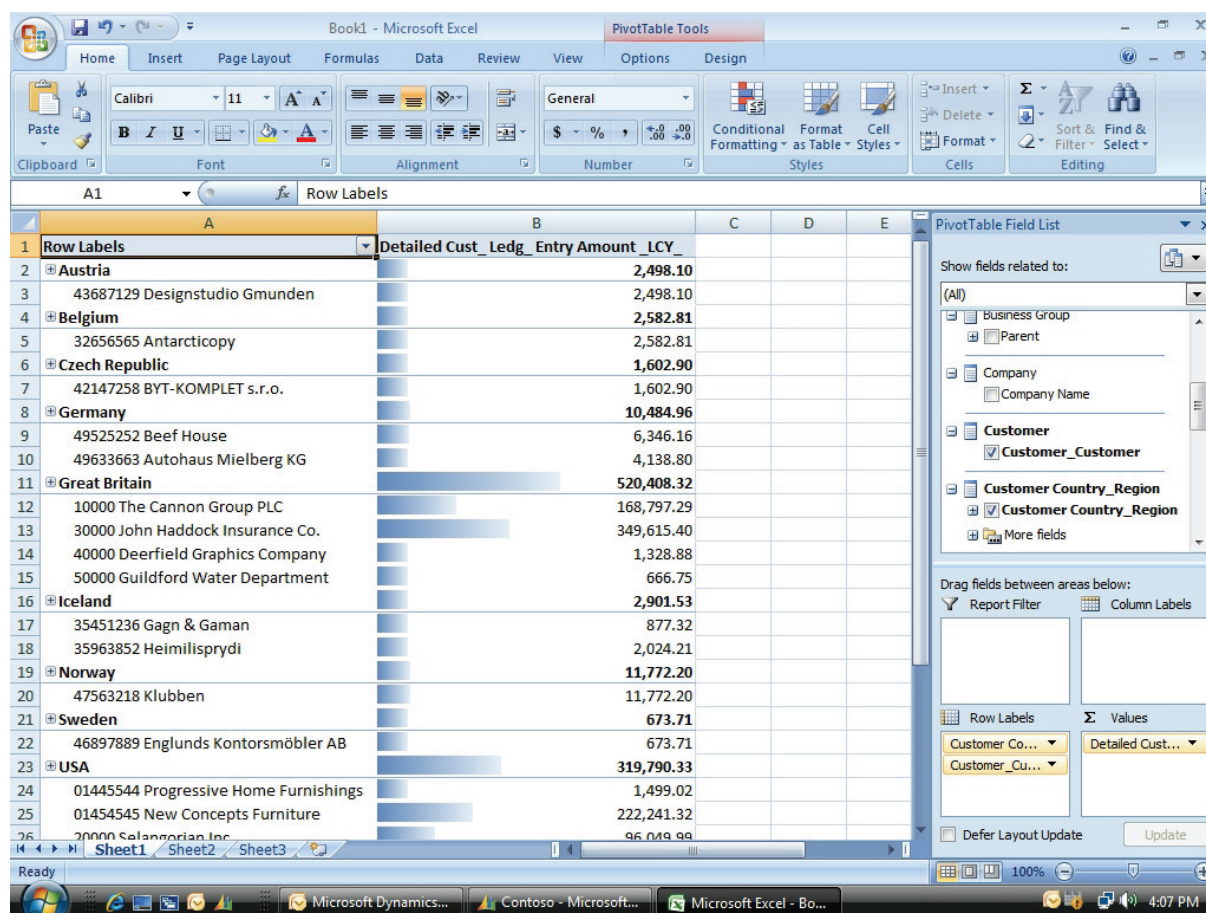 Book1 - Microsoft Excel PivotTable Tools
Home Insert Page Layout Formulas Data Review View Options Design
Paste
Calibri 11 A A
B I U A
General
$ % , .00
Conditional Formatting Format as Table Cell Styles
Insert
Delete
Format
Σ
Sort & Filter Find & Select
Clipboard Font Alignment Number Styles Cells Editing
A1 fx Row Labels
A B C D E
1 Row Labels Detailed Cust_Ledg_Entry Amount_LCY_
2 Austria 2,498.10
3 43687129 Designstudio Gmunden 2,498.10
4 Belgium 2,582.81
5 32656565 Antarcticopy 2,582.81
6 Czech Republic 1,602.90
7 42147258 BYT-KOMPLET s.r.o. 1,602.90
8 Germany 10,484.96
9 49525252 Beef House 6,346.16
10 49633663 Autohaus Mielberg KG 4,138.80
11 Great Britain 520,408.32
12 10000 The Cannon Group PLC 168,797.29
13 30000 John Haddock Insurance Co. 349,615.40
14 40000 Deerfield Graphics Company 1,328.88
15 50000 Guildford Water Department 666.75
16 Iceland 2,901.53
17 35451236 Gagn & Gaman 877.32
18 35963852 Heimilisprydi 2,024.21
19 Norway 11,772.20
20 47563218 Klubben 11,772.20
21 Sweden 673.71
22 46897889 Englunds Kontorsmöbler AB 673.71
23 USA 319,790.33
24 01445544 Progressive Home Furnishings 1,499.02
25 01454545 New Concepts Furniture 222,241.32
26 20000 Selangorian Inc. 96,049.99
PivotTable Field List
Show fields related to:
(All)
Business Group
Parent
Company
Company Name
Customer
Customer_Customer
Customer Country_Region
Customer Country_Region
More fields
Drag fields between areas below:
Report Filter Column Labels
Row Labels Σ Values
Customer Co... Detailed Cust...
Customer_Cu...
Defer Layout Update Update
Sheet1 Sheet2 Sheet3
Ready 100%
Microsoft Dynamics... Contoso - Microsoft... Microsoft Excel - Bo... 4:07 PM